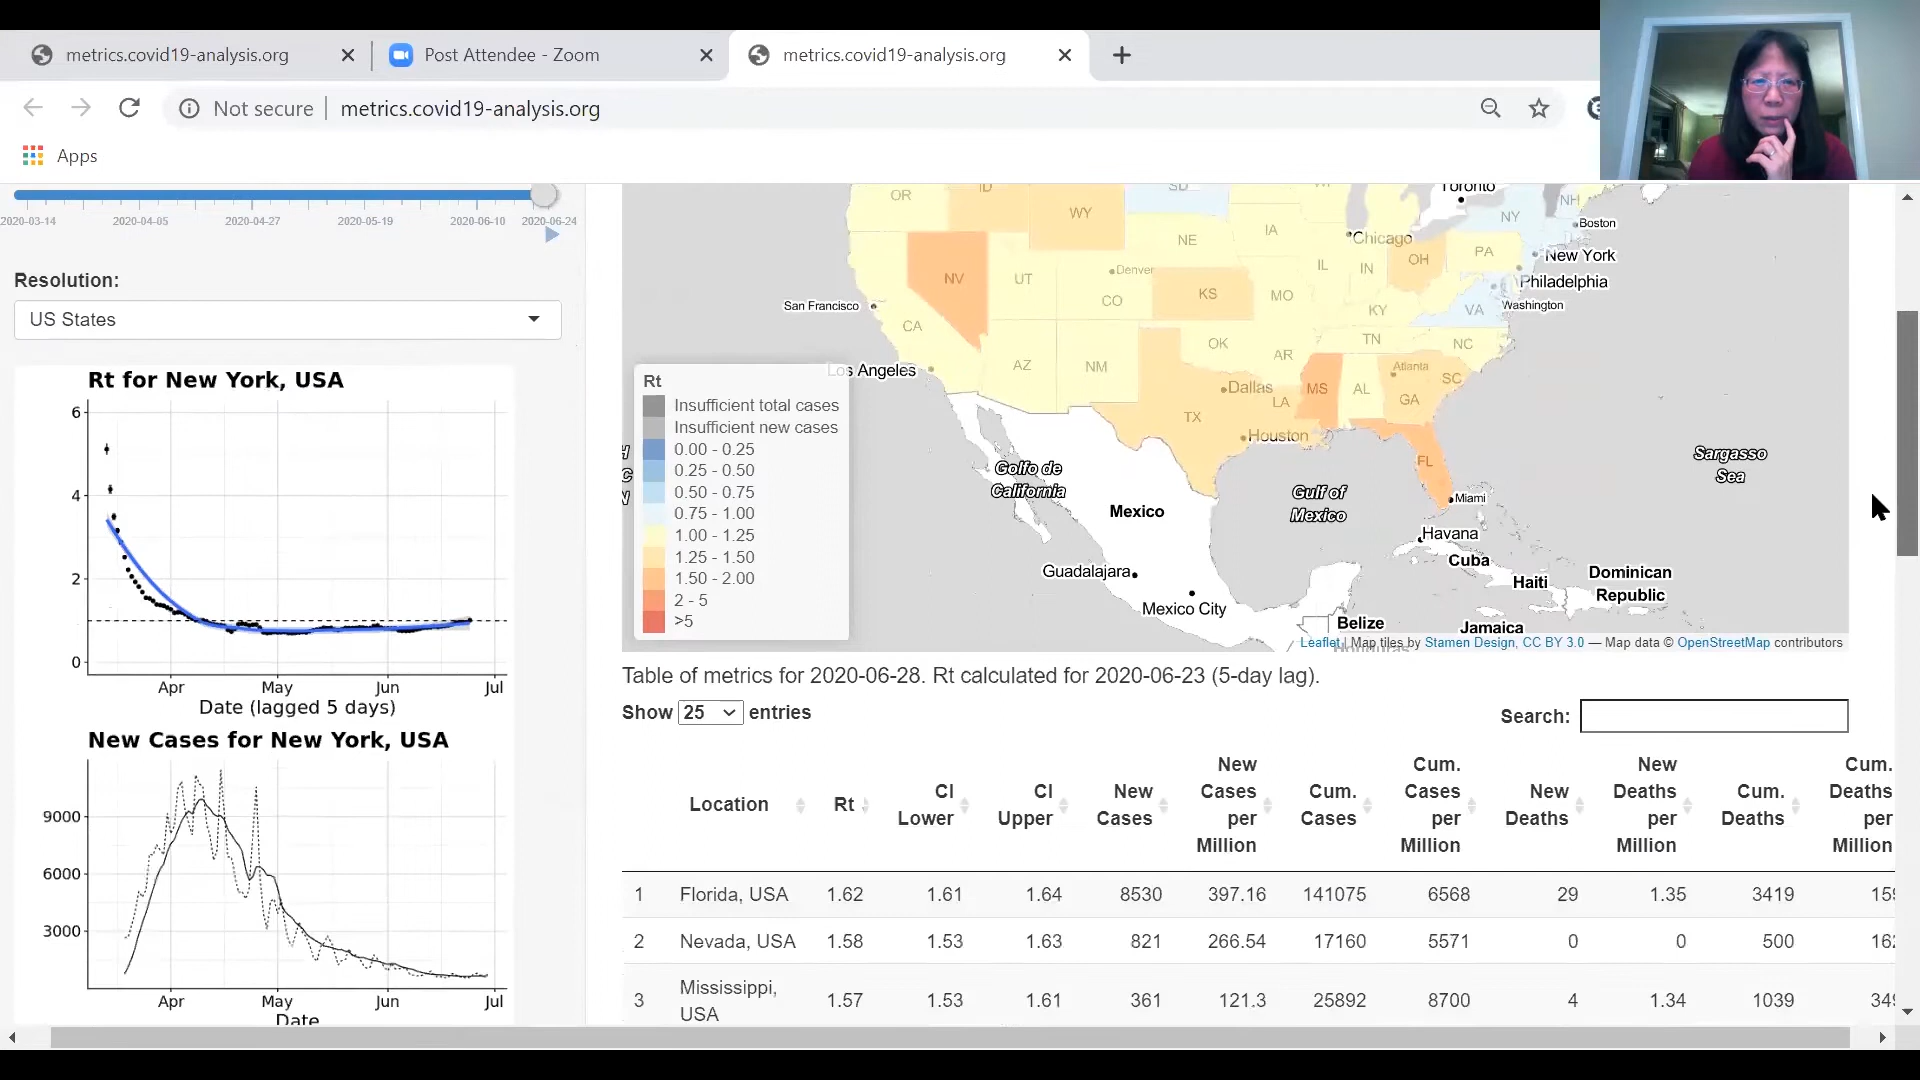 metrics.covid19-analysis.org
Post Attendee - Zoom
metrics.covid19-analysis.org
Not secure
metrics.covid19-analysis.org
Apps
2020-03-14
2020-04-05
2020-04-27
2020-05-19
2020-06-10
2020-06-24
Resolution:
US States
Rt for New York, USA
6
4
2
0
Apr May Jun Jul
Date (lagged 5 days)
New Cases for New York, USA
9000
6000
3000
Apr May Jun Jul
Date
OR
ID
WY
SD
NE
IA
Chicago
Toronto
NY
NH
Boston
New York
PA
Philadelphia
Washington
NV
UT
Denver
CO
KS
MO
IL
IN
OH
KY
VA
San Francisco
CA
Los Angeles
AZ
NM
OK
AR
TN
NC
Atlanta
SC
GA
AL
MS
LA
Dallas
TX
Houston
FL
Miami
Golfo de
California
Gulf of
Mexico
Sargasso
Sea
Mexico
Guadalajara
Mexico City
Havana
Cuba
Haiti
Dominican
Republic
Belize
Jamaica
Rt
Insufficient total cases
Insufficient new cases
0.00 - 0.25
0.25 - 0.50
0.50 - 0.75
0.75 - 1.00
1.00 - 1.25
1.25 - 1.50
1.50 - 2.00
2 - 5
>5
Leaflet | Map tiles by Stamen Design, CC BY 3.0 — Map data © OpenStreetMap contributors
Table of metrics for 2020-06-28. Rt calculated for 2020-06-23 (5-day lag).
Show 25 entries
Search:
Location
Rt
CI
Lower
CI
Upper
New
Cases
New
Cases
per
Million
Cum.
Cases
Cum.
Cases
per
Million
New
Deaths
New
Deaths
per
Million
Cum.
Deaths
Cum.
Deaths
per
Million
1 Florida, USA 1.62 1.61 1.64 8530 397.16 141075 6568 29 1.35 3419
2 Nevada, USA 1.58 1.53 1.63 821 266.54 17160 5571 0 0 500
3 Mississippi, USA 1.57 1.53 1.61 361 121.3 25892 8700 4 1.34 1039